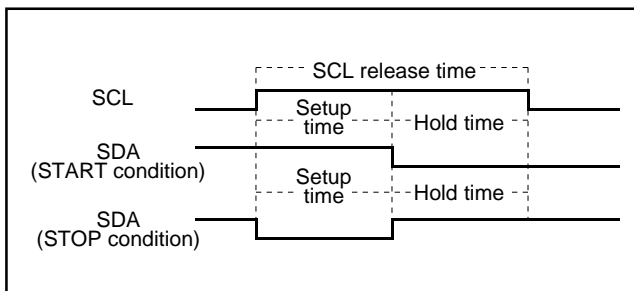 SCL release time
SCL
Setup
time
Hold time
SDA
(START condition)
Setup
time
Hold time
SDA
(STOP condition)